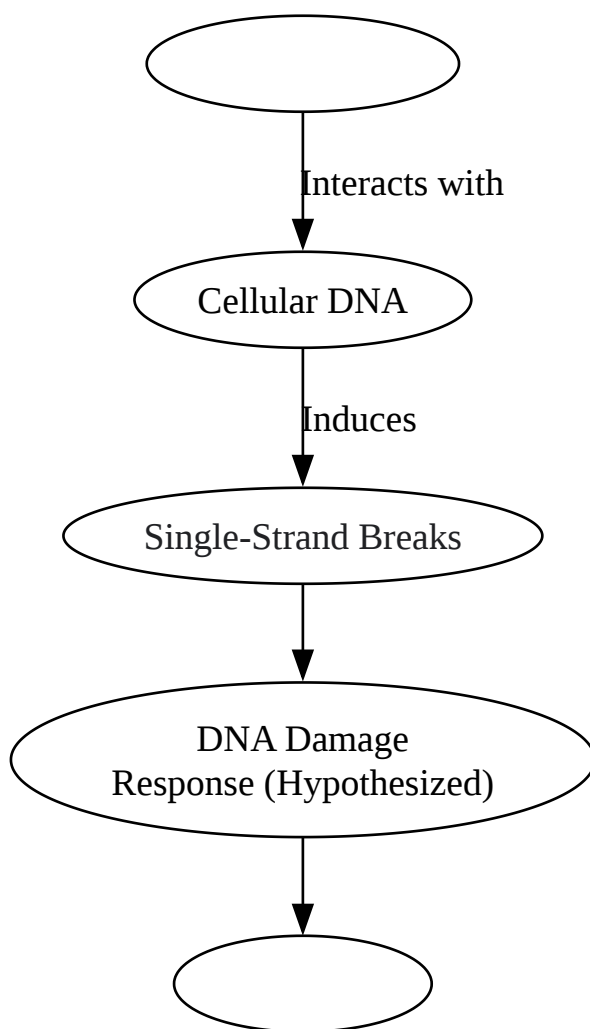 Interacts with
Cellular DNA
Induces
Single-Strand Breaks
DNA Damage
Response (Hypothesized)